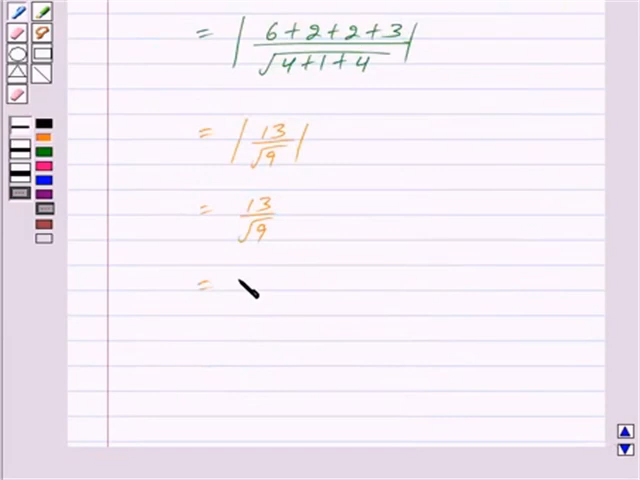 = | 6+2+2+3 / √4+1+4 |
= | 13 / √9 |
= 13 / √9
=